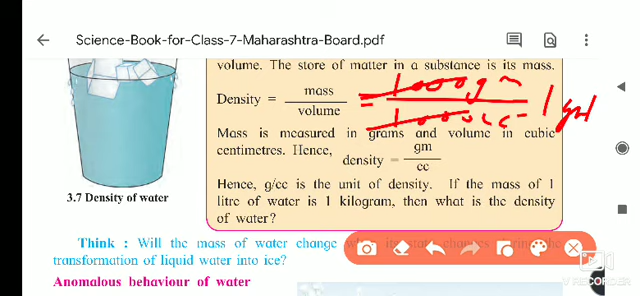 Science-Book-for-Class-7-Maharashtra-Board.pdf
volume. The store of matter in a substance is its mass.
Density = mass / volume = 1000gm / 1000cc = 1
Mass is measured in grams and volume in cubic
centimetres. Hence, density = gm / cc
Hence, g/cc is the unit of density. If the mass of 1
litre of water is 1 kilogram, then what is the density
of water?
3.7 Density of water
Think : Will the mass of water change
transformation of liquid water into ice?
Anomalous behaviour of water
V RECORDER